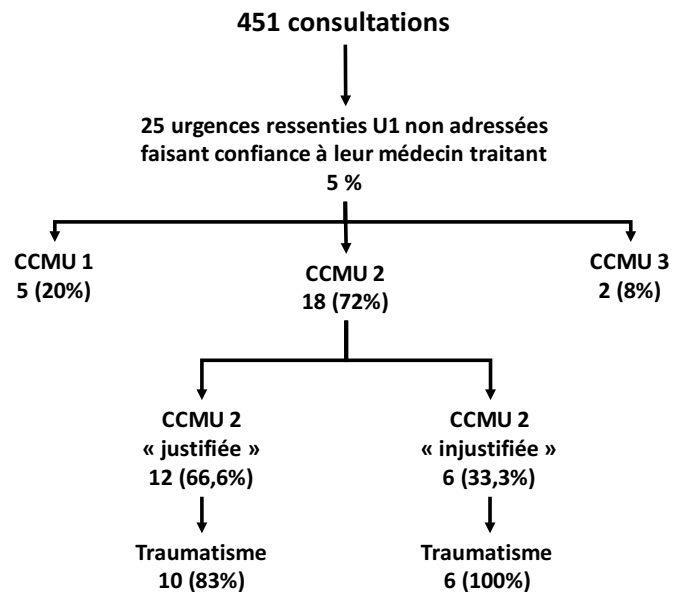 451 consultations
25 urgences ressenties U1 non adressées
faisant confiance à leur médecin traitant
5 %
CCMU 1
5 (20%)
CCMU 2
18 (72%)
CCMU 3
2 (8%)
CCMU 2
« justifiée »
12 (66,6%)
CCMU 2
« injustifiée »
6 (33,3%)
Traumatisme
10 (83%)
Traumatisme
6 (100%)